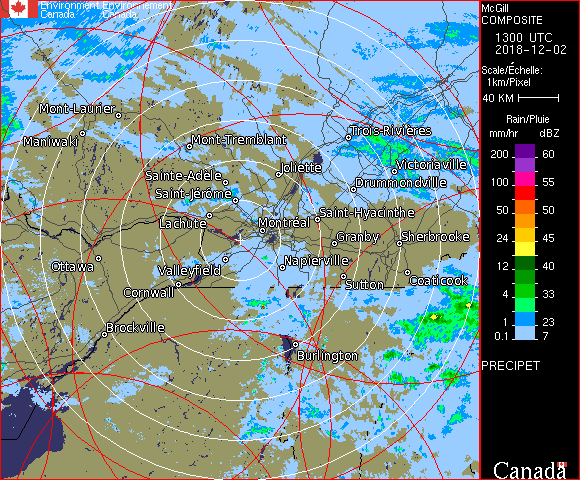 Environment Environnement
Canada Canada
McGill
COMPOSITE
1300 UTC
2018-12-02
Scale/Échelle:
1km/Pixel
40 KM
Rain/Pluie
mm/hr dBZ
200 60
100 55
50 50
24 45
12 40
4 33
1 23
0.1 7
PRECIPET
Canada
Mont-Laurier
Maniwaki
Mont-Tremblant
Trois-Rivières
Joliette
Victoriaville
Sainte-Adèle
Drummondville
Saint-Jérôme
Lachute
Saint-Hyacinthe
Montréal
Granby
Sherbrooke
Ottawa
Valleyfield
Napierville
Cornwall
Sutton
Coaticook
Brockville
Burlington